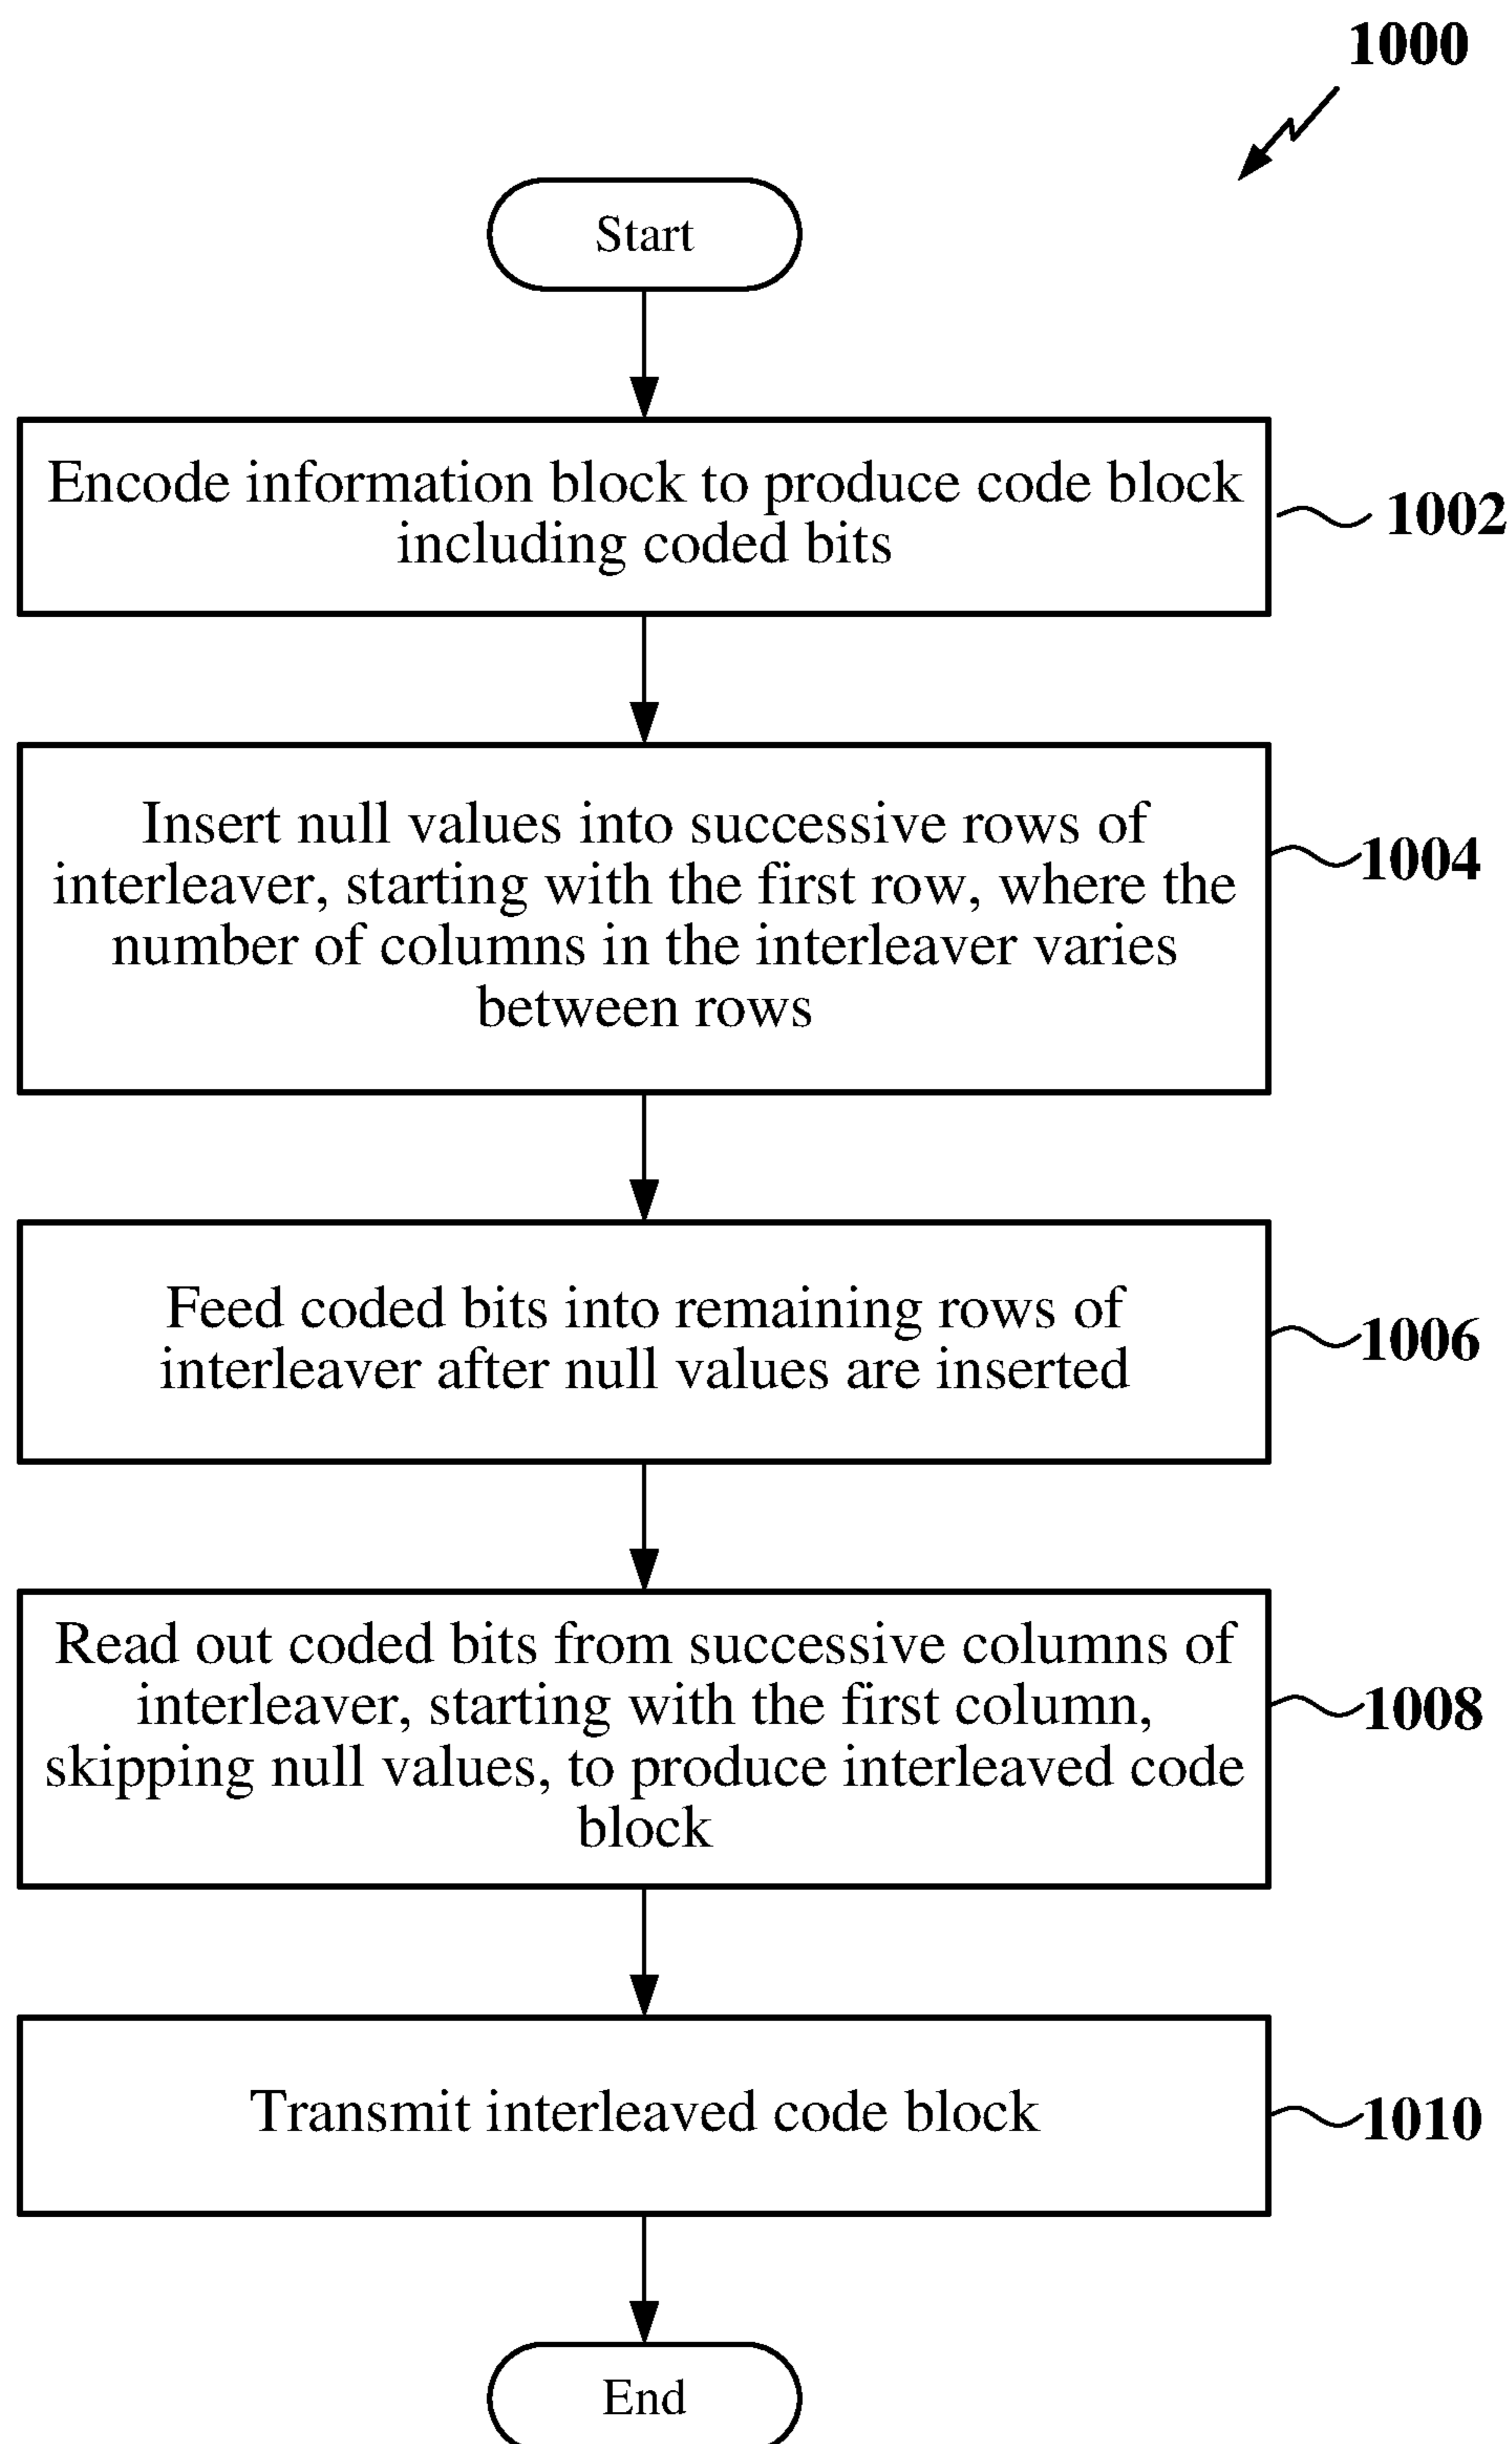 1000
Start
Encode information block to produce code block
including coded bits
1002
Insert null values into successive rows of
interleaver, starting with the first row, where the
number of columns in the interleaver varies
between rows
1004
Feed coded bits into remaining rows of
interleaver after null values are inserted
1006
Read out coded bits from successive columns of
interleaver, starting with the first column,
skipping null values, to produce interleaved code
block
1008
Transmit interleaved code block
1010
End